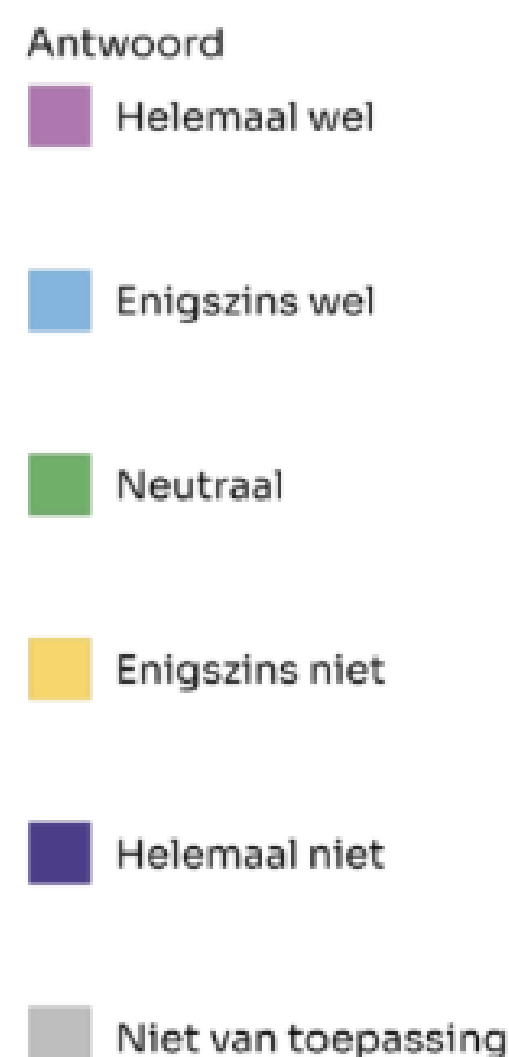 Antwoord
Helemaal wel
Enigszins wel
Neutraal
Enigszins niet
Helemaal niet
Niet van toepassing